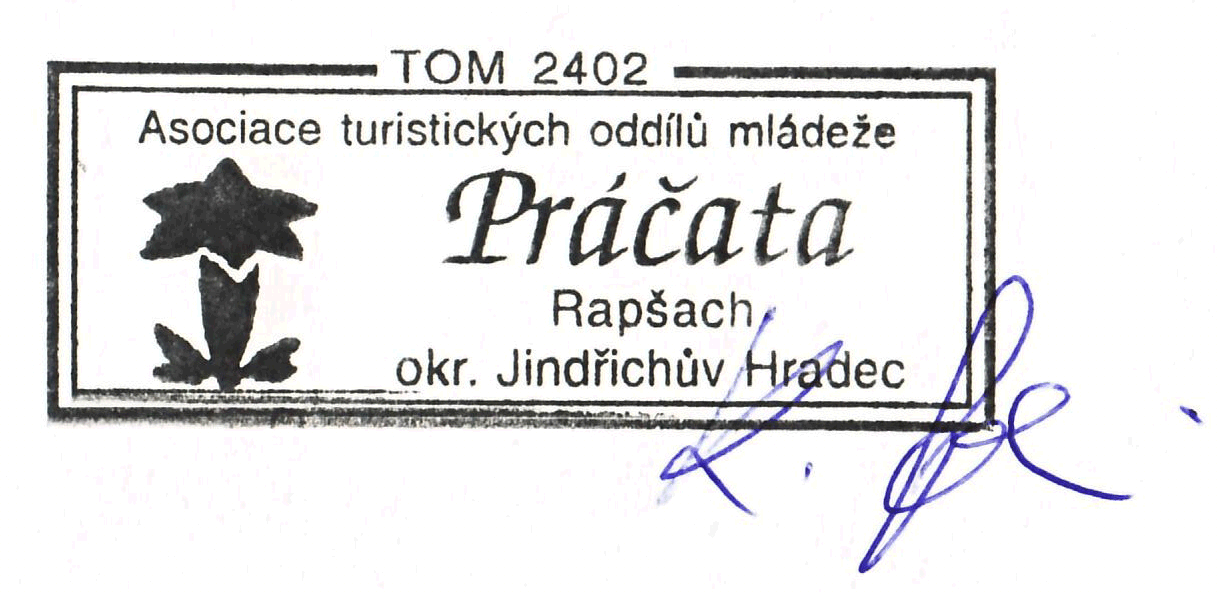 TOM 2402
Asociace turistických oddílů mládeže
Práčata
Rapšach
okr. Jindřichův Hradec
K.